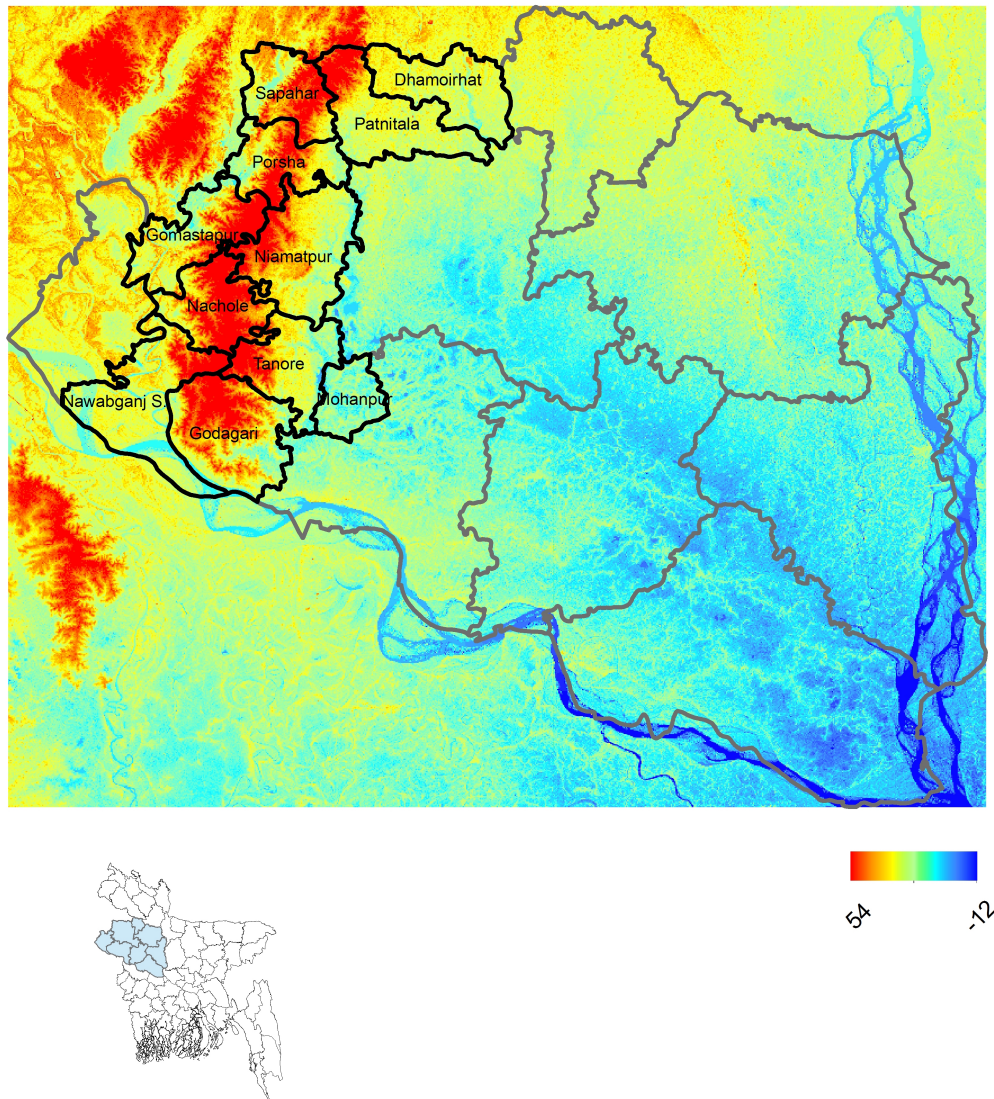 Dhamoirhat
Sapahar
Patnitala
Porsha
Gomastapur
Niamatpur
Nachole
Tanore
Nawabganj S.
Mohanpur
Godagari
54
-12